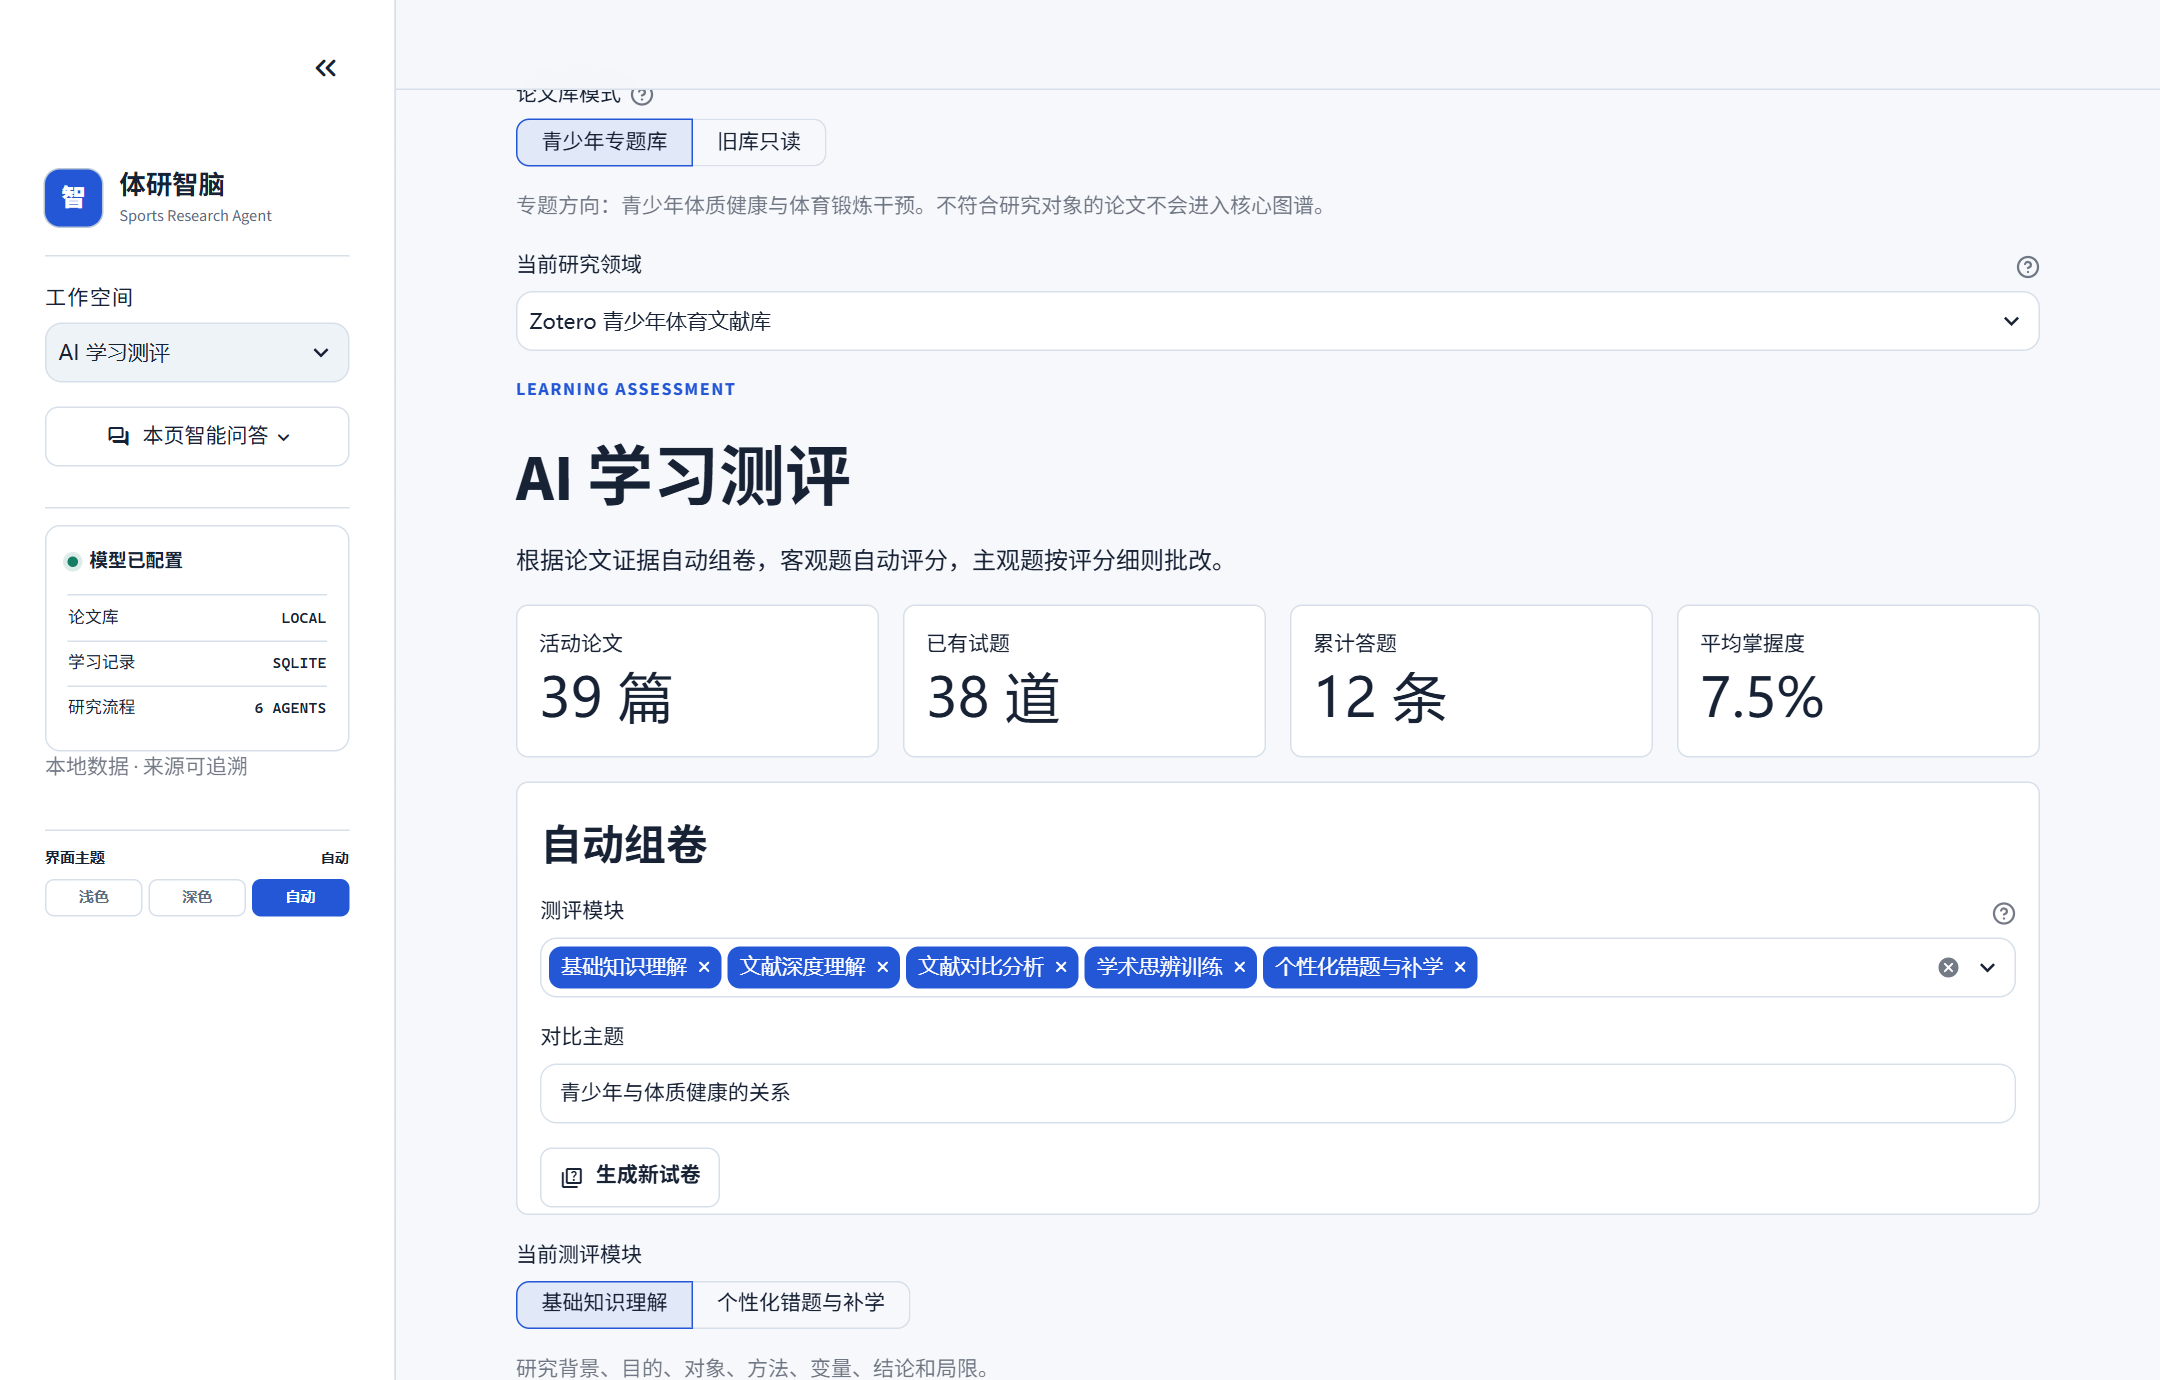 智
体研智脑
Sports Research Agent
工作空间
AI 学习测评
本页智能问答
模型已配置
论文库 LOCAL
学习记录 SQLITE
研究流程 6 AGENTS
本地数据 · 来源可追溯
界面主题 自动
浅色 深色 自动
论文库模式
青少年专题库 旧库只读
专题方向：青少年体质健康与体育锻炼干预。不符合研究对象的论文不会进入核心图谱。
当前研究领域
Zotero 青少年体育文献库
LEARNING ASSESSMENT
AI 学习测评
根据论文证据自动组卷，客观题自动评分，主观题按评分细则批改。
活动论文 已有试题 累计答题 平均掌握度
39 篇 38 道 12 条 7.5%
自动组卷
测评模块
基础知识理解 文献深度理解 文献对比分析 学术思辨训练 个性化错题与补学
对比主题
青少年与体质健康的关系
生成新试卷
当前测评模块
基础知识理解 个性化错题与补学
研究背景、目的、对象、方法、变量、结论和局限。